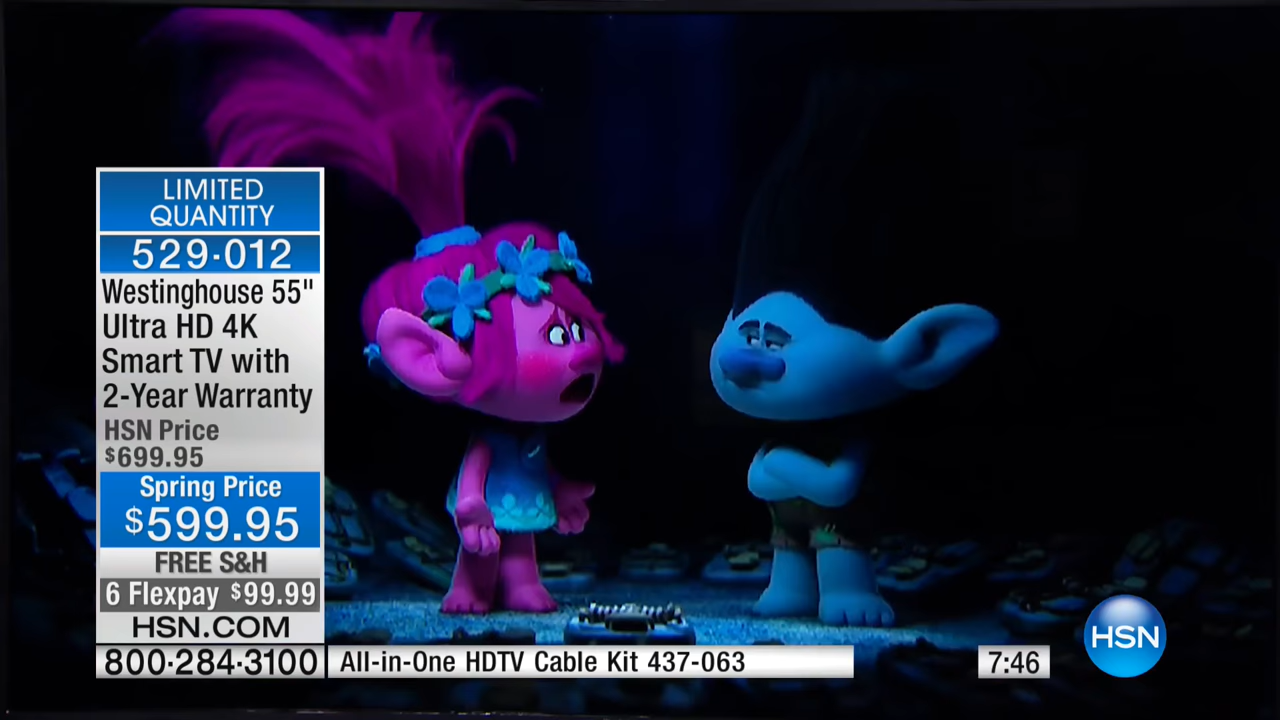 LIMITED
QUANTITY
529·012
Westinghouse 55"
Ultra HD 4K
Smart TV with
2-Year Warranty
HSN Price
$699.95
Spring Price
$599.95
FREE S&H
6 Flexpay $99.99
HSN.COM
800·284·3100
All-in-One HDTV Cable Kit 437-063
7:46
HSN